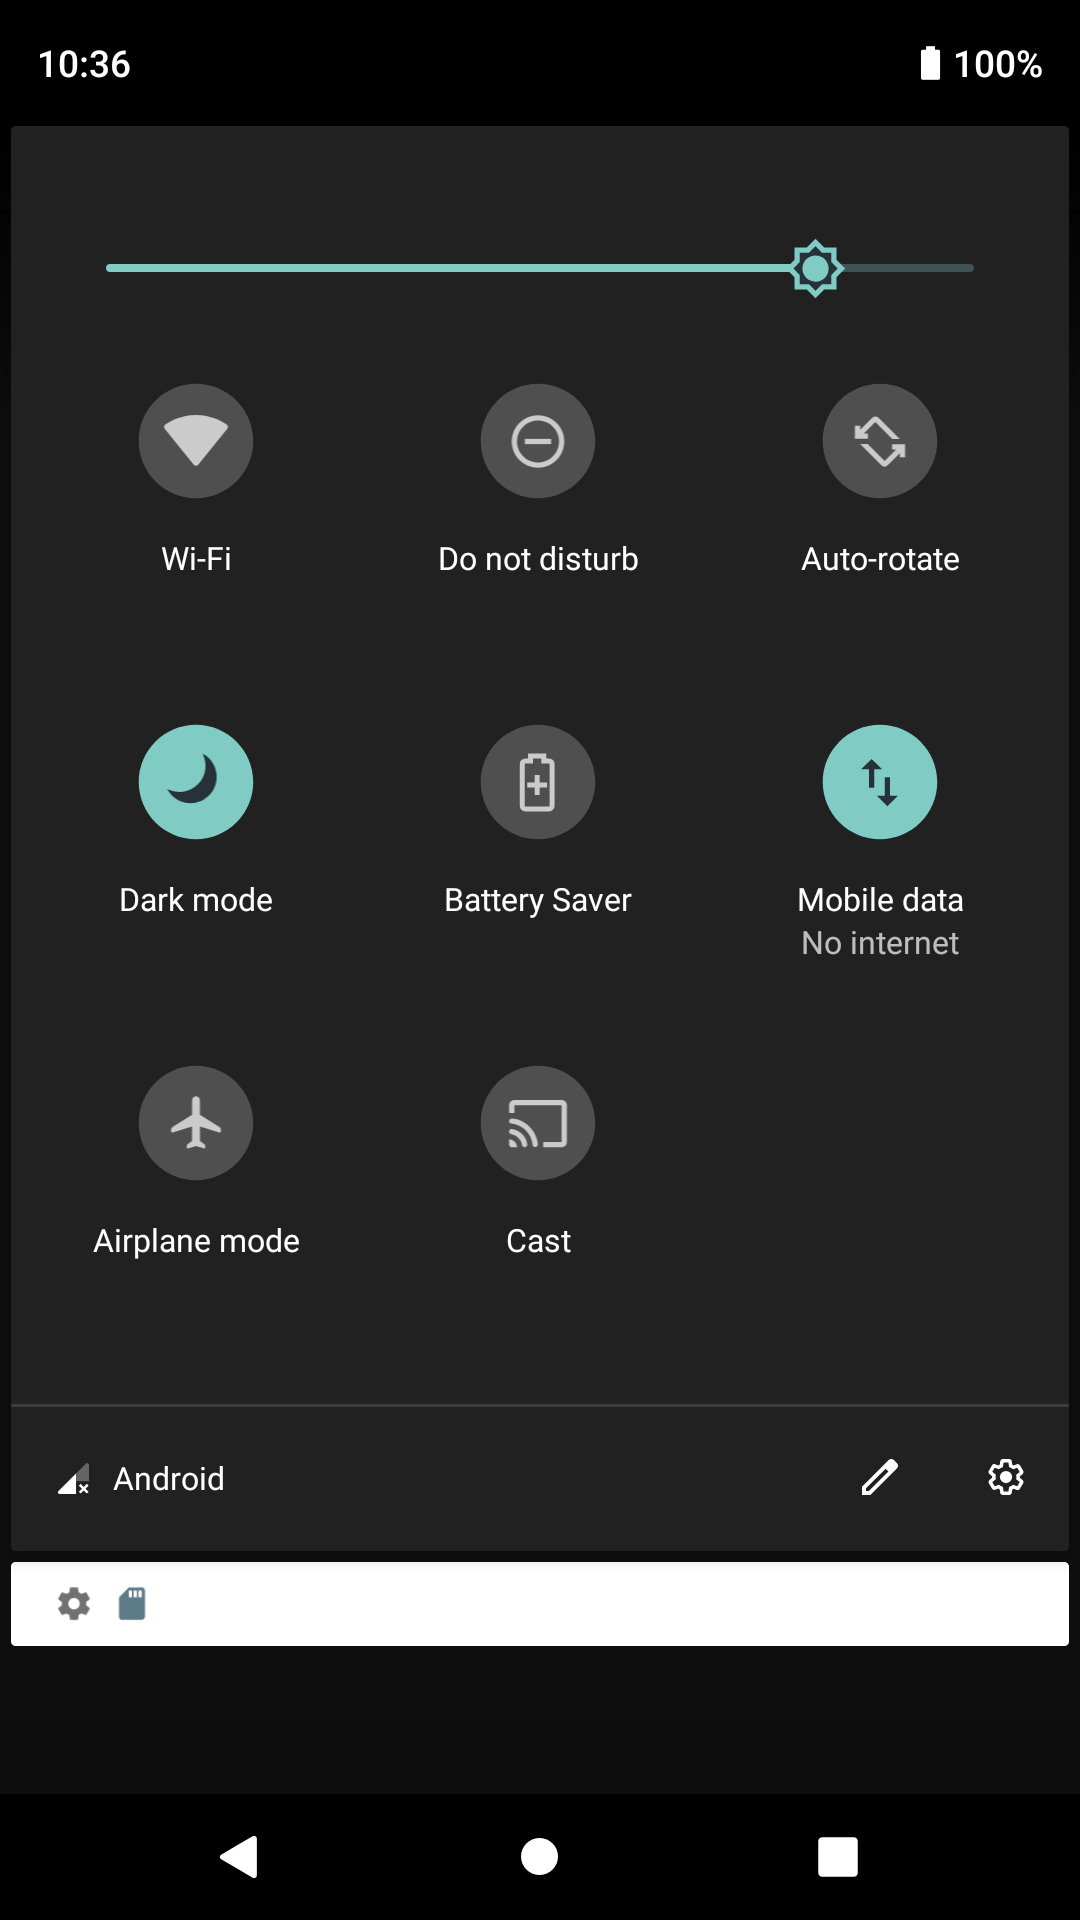 10:36
100%
Wi-Fi
Do not disturb
Auto-rotate
Dark mode
Battery Saver
Mobile data
No internet
Airplane mode
Cast
Android